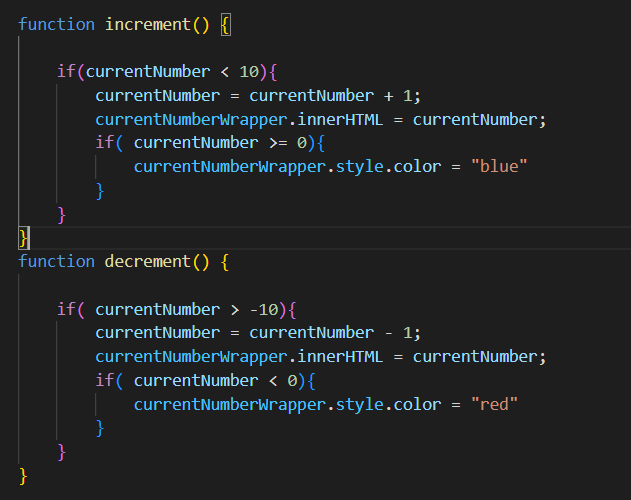 function increment() {
    if(currentNumber < 10){
        currentNumber = currentNumber + 1;
        currentNumberWrapper.innerHTML = currentNumber;
        if( currentNumber >= 0){
            currentNumberWrapper.style.color = "blue"
        }
    }
}
function decrement() {
    if( currentNumber > -10){
        currentNumber = currentNumber - 1;
        currentNumberWrapper.innerHTML = currentNumber;
        if( currentNumber < 0){
            currentNumberWrapper.style.color = "red"
        }
    }
}